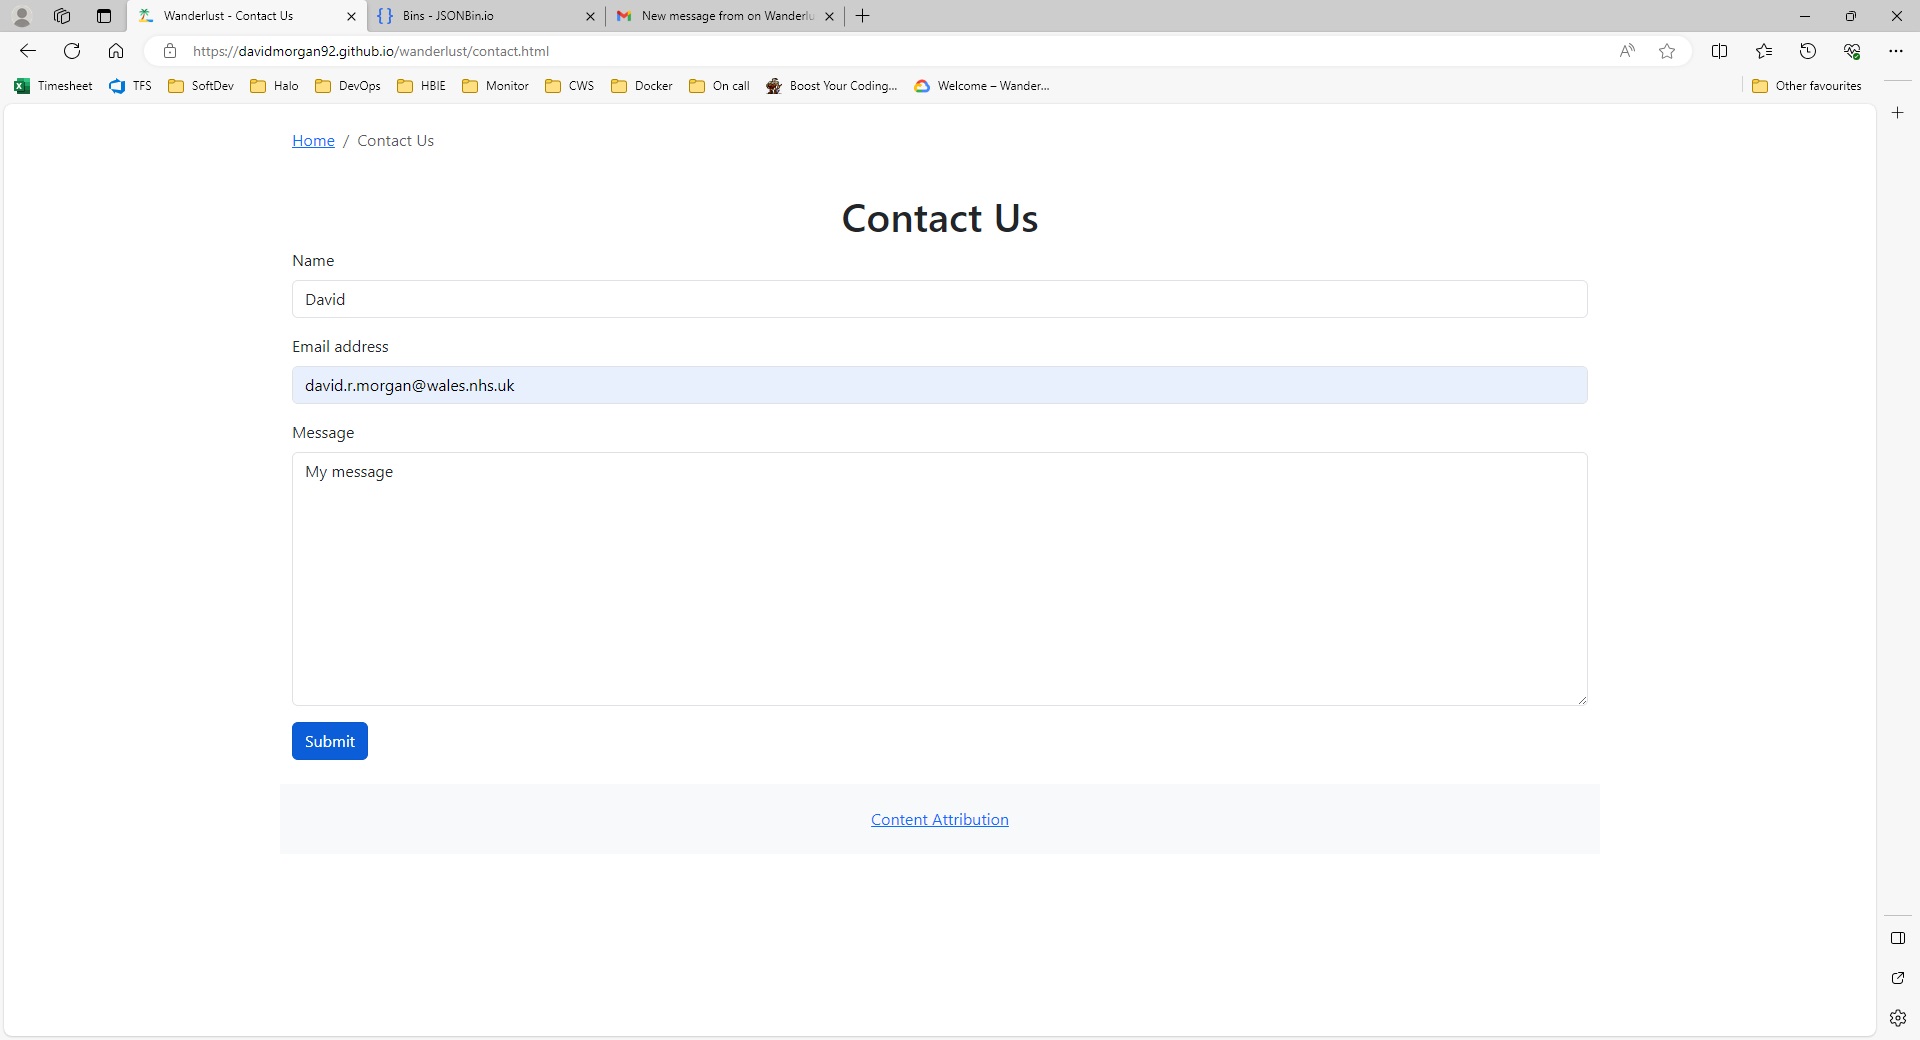 Wanderlust - Contact Us
Bins - JSONBin.io
New message from on Wanderlu
https://davidmorgan92.github.io/wanderlust/contact.html
Timesheet
TFS
SoftDev
Halo
DevOps
HBIE
Monitor
CWS
Docker
On call
Boost Your Coding...
Welcome – Wander...
Other favourites
Home / Contact Us
Contact Us
Name
David
Email address
david.r.morgan@wales.nhs.uk
Message
My message
Submit
Content Attribution